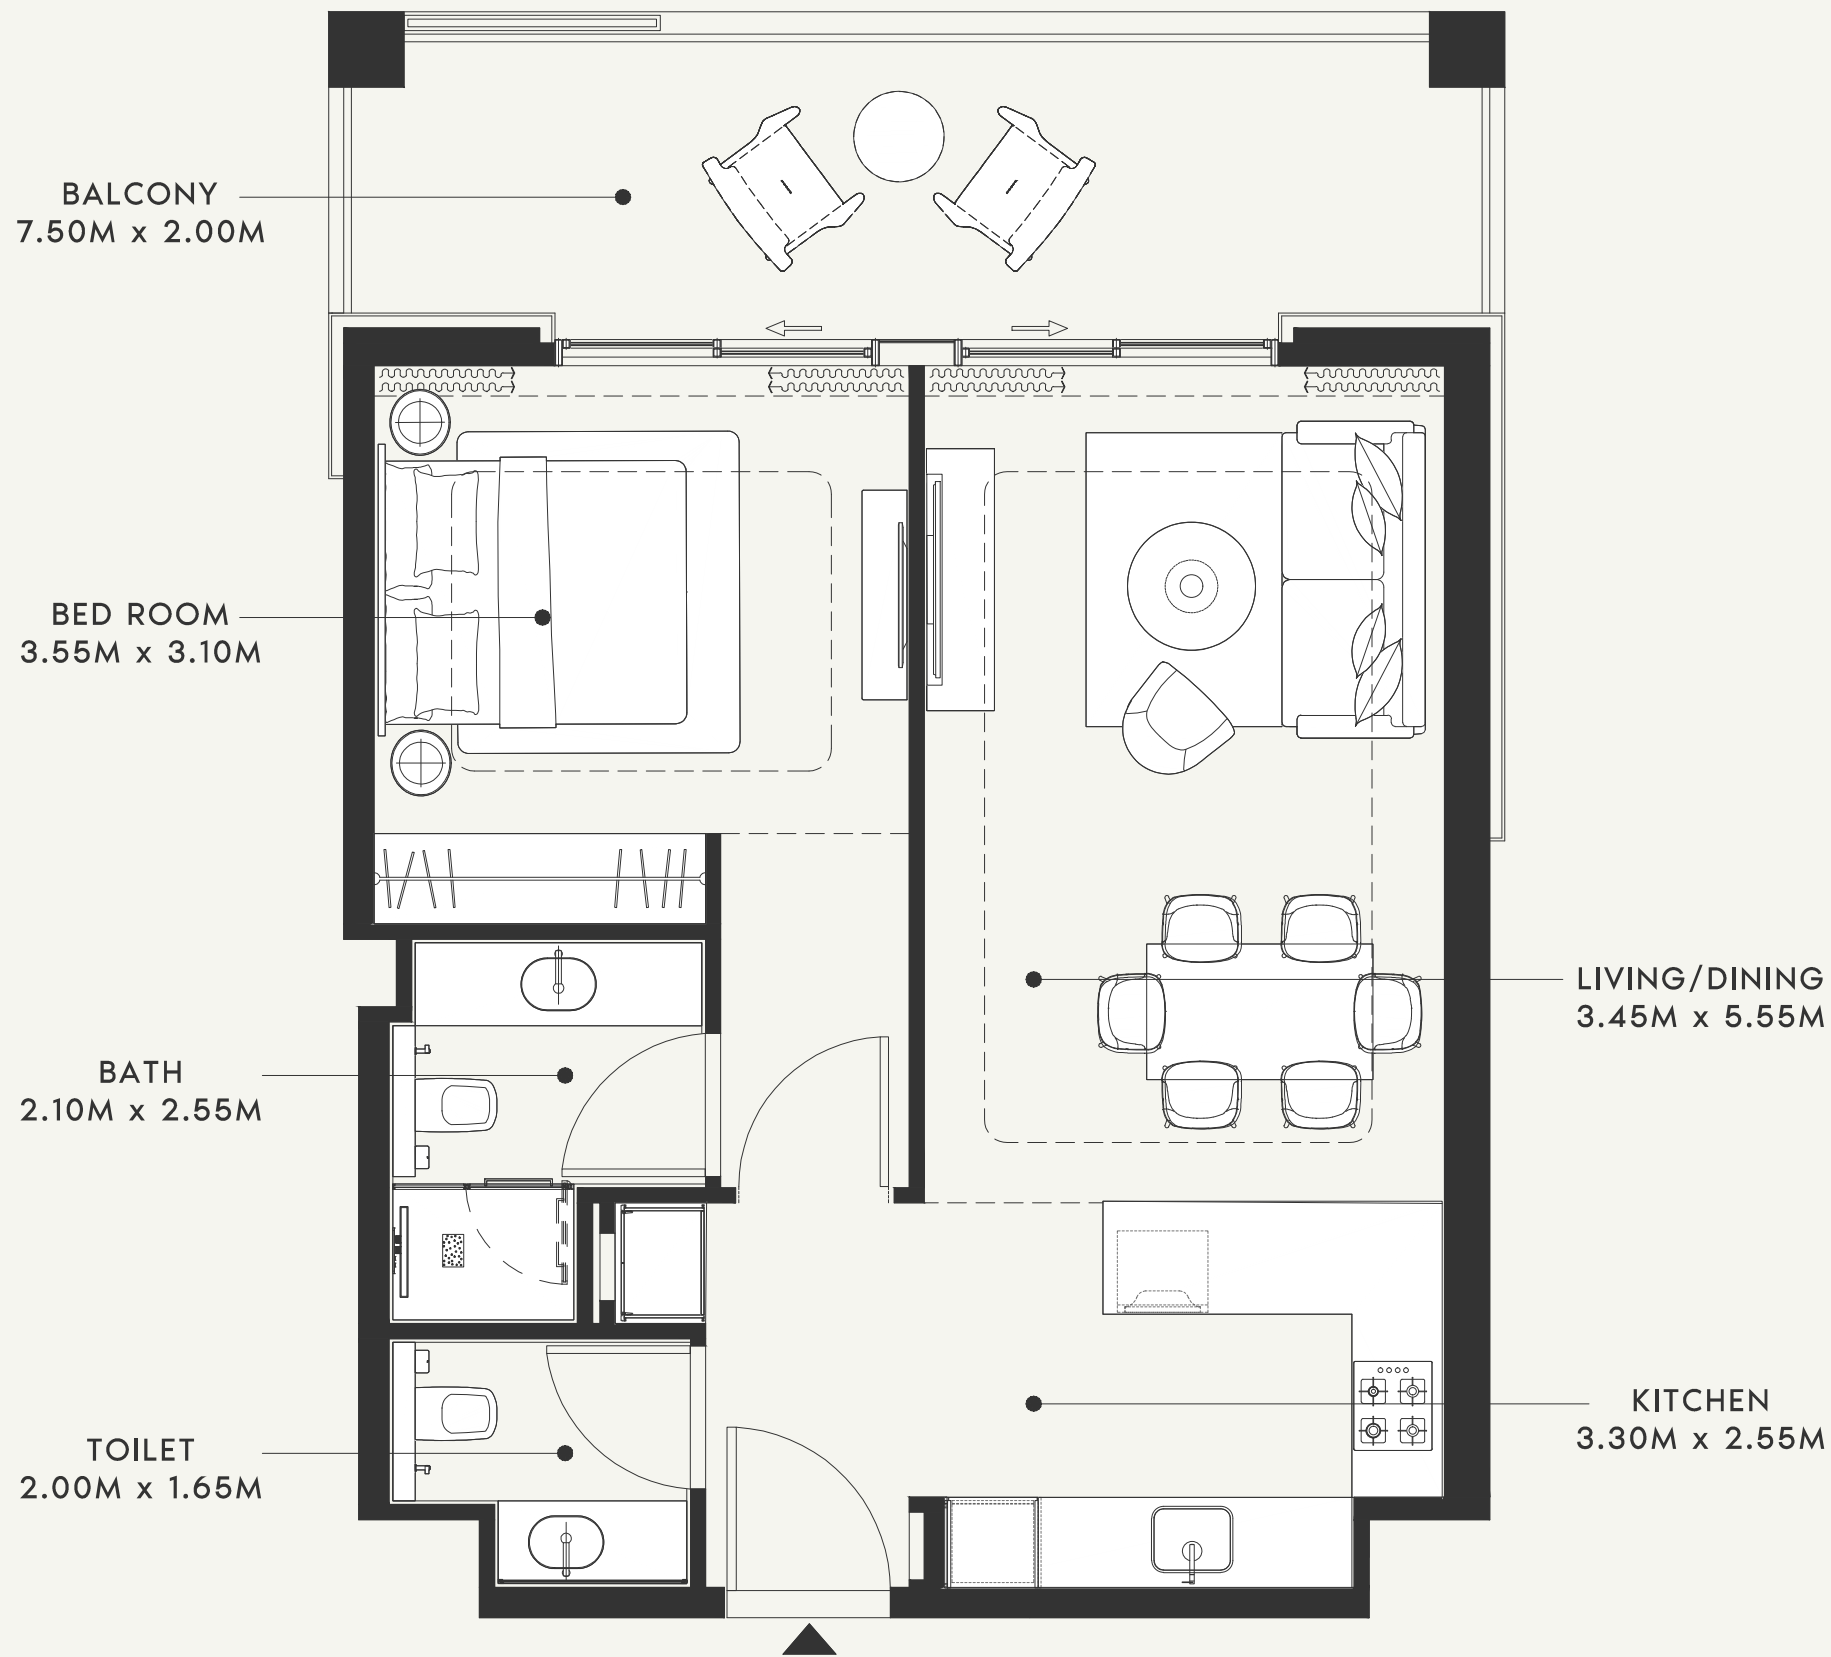 BALCONY
7.50M x 2.00M
BED ROOM
3.55M x 3.10M
LIVING/DINING
3.45M x 5.55M
BATH
2.10M x 2.55M
KITCHEN
3.30M x 2.55M
TOILET
2.00M x 1.65M